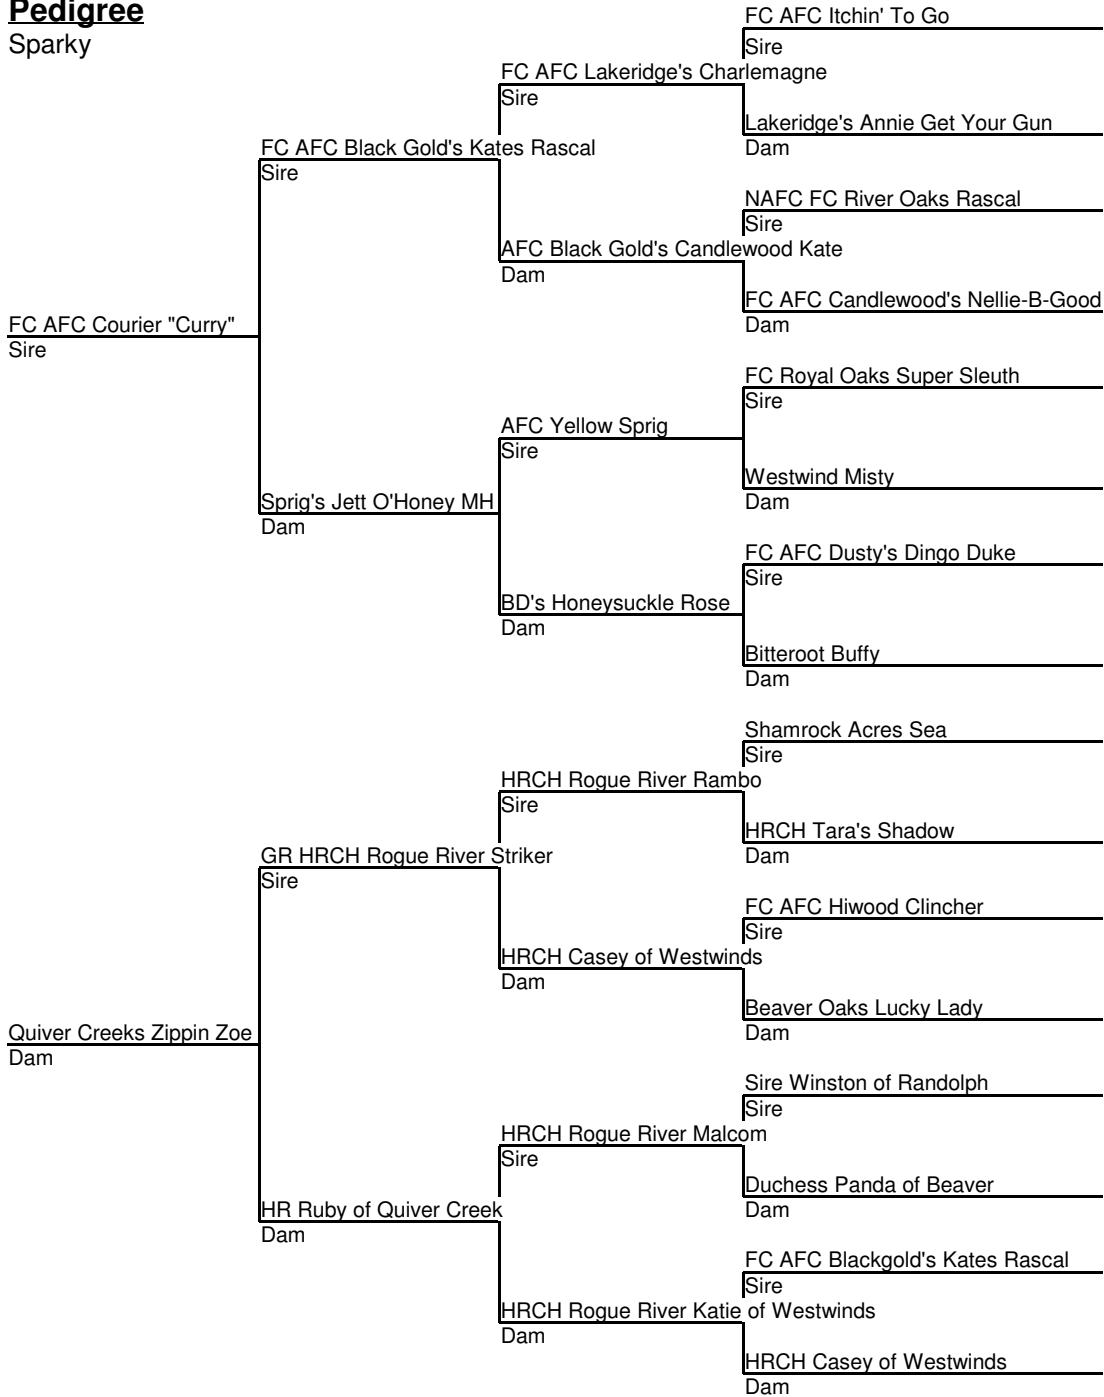 Pedigree
FC AFC Itchin' To Go
Sparky
Sire
FC AFC Lakeridge's Charlemagne
Sire
Lakeridge's Annie Get Your Gun
Dam
FC AFC Black Gold's Kates Rascal
Sire
NAFC FC River Oaks Rascal
Sire
AFC Black Gold's Candlewood Kate
Dam
FC AFC Candlewood's Nellie-B-Good
Dam
FC AFC Courier "Curry"
Sire
FC Royal Oaks Super Sleuth
Sire
AFC Yellow Sprig
Sire
Westwind Misty
Dam
Sprig's Jett O'Honey MH
Dam
FC AFC Dusty's Dingo Duke
Sire
BD's Honeysuckle Rose
Dam
Bitteroot Buffy
Dam
Shamrock Acres Sea
Sire
HRCH Rogue River Rambo
Sire
HRCH Tara's Shadow
Dam
GR HRCH Rogue River Striker
Sire
FC AFC Hiwood Clincher
Sire
HRCH Casey of Westwinds
Dam
Beaver Oaks Lucky Lady
Dam
Quiver Creeks Zippin Zoe
Dam
Sire Winston of Randolph
Sire
HRCH Rogue River Malcom
Sire
Duchess Panda of Beaver
Dam
HR Ruby of Quiver Creek
Dam
FC AFC Blackgold's Kates Rascal
Sire
HRCH Rogue River Katie of Westwinds
Dam
HRCH Casey of Westwinds
Dam